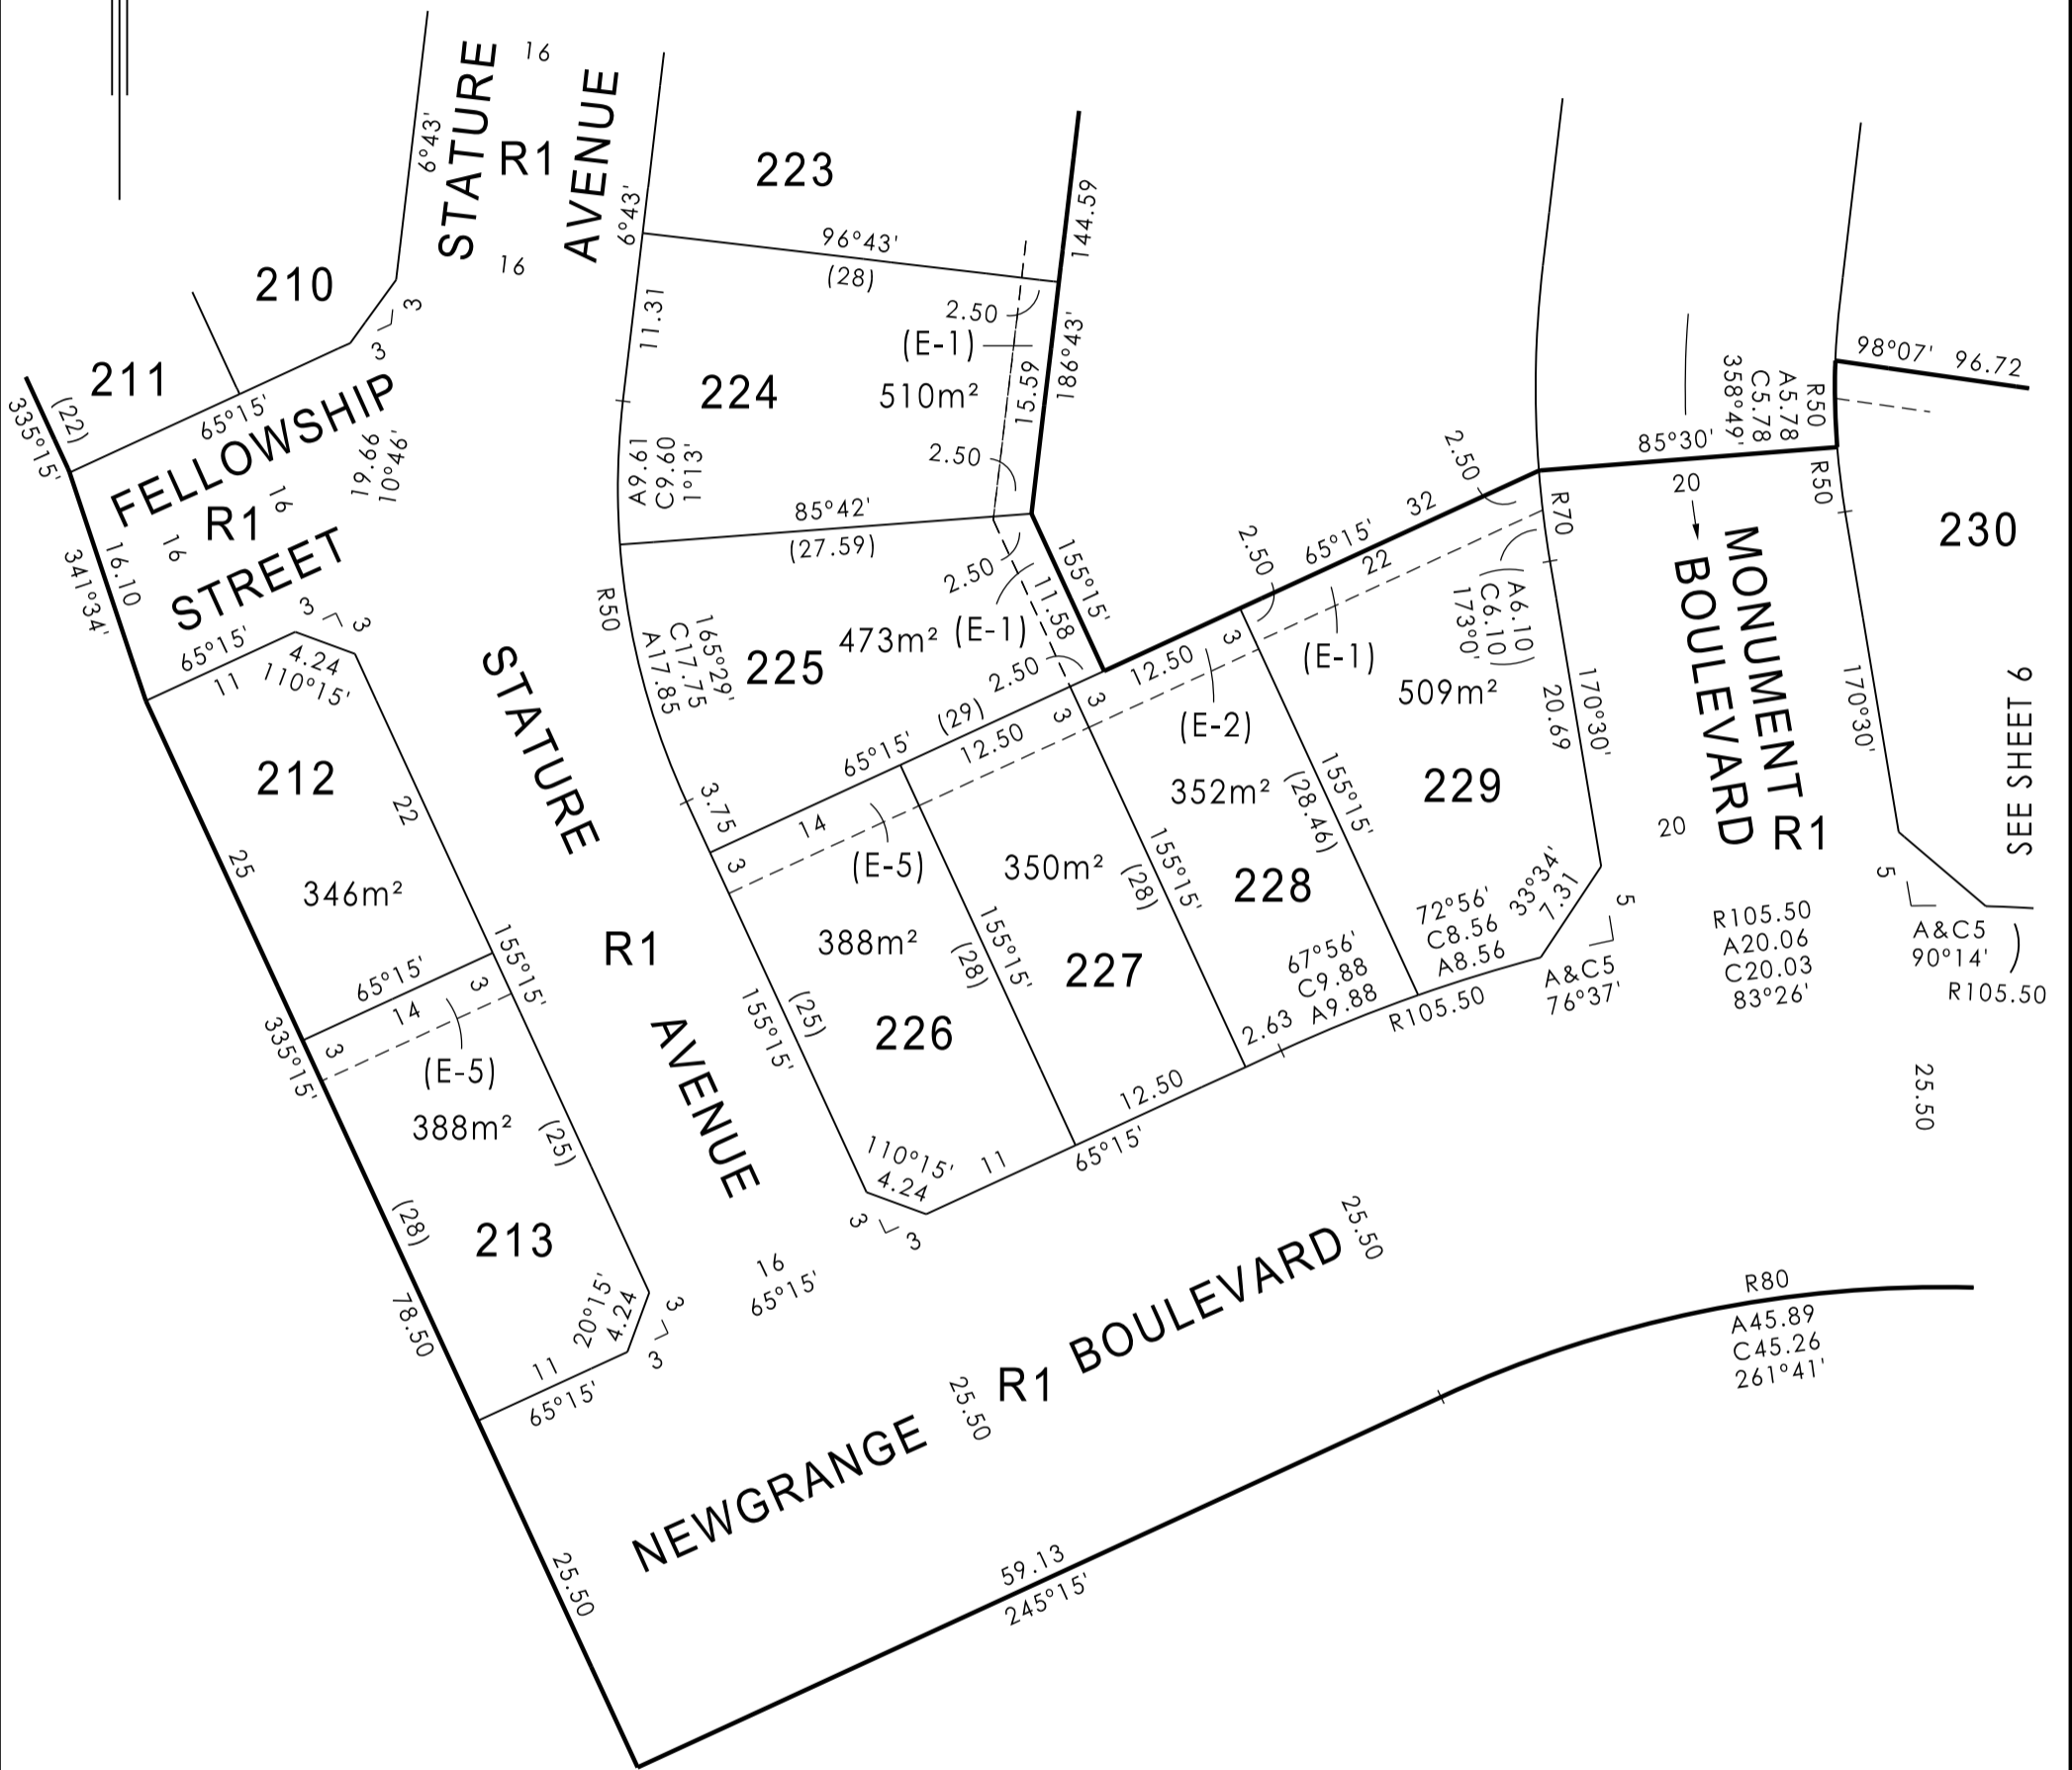 STATURE
AVENUE
16
R1
16
6°43'
6°43'
223
96°43'
(28)
144.59
210
3
3
211
(22)
335°15'
65°15'
FELLOWSHIP
R1
STREET
16
16
19.66
10°46'
16.10
341°34'
11.31
224
2.50
(E-1)
510m²
15.59
186°43'
2.50
A9.61
C9.60
1°13'
85°42'
(27.59)
R50
2.50
11.58
155°15'
165°29'
C17.75
A17.85
225
473m²
(E-1)
2.50
3.75
65°15'
(29)
12.50
12.50
3
3
3
2.50
65°15'
32
22
2.50
(E-1)
509m²
229
R70
A6.10
C6.10
173°0'
20.69
170°30'
85°30'
20
358°49'
C5.78
A5.78
R50
R50
98°07'
96.72
230
MONUMENT
BOULEVARD
R1
20
170°30'
SEE SHEET 6
3
3
65°15'
11
4.24
110°15'
212
22
346m²
25
STATURE
R1
AVENUE
65°15'
14
3
3
155°15'
335°15'
(E-5)
388m²
(25)
213
(28)
78.50
20°15'
4.24
3
3
11
65°15'
14
3
(E-5)
388m²
155°15'
(25)
226
155°15'
(28)
110°15'
4.24
11
3
3
16
65°15'
350m²
227
12.50
65°15'
(E-2)
352m²
228
155°15'
(28)
155°15'
(28.46)
67°56'
C9.88
A9.88
2.63
72°56'
C8.56
A8.56
R105.50
33°34'
7.31
5
A&C5
76°37'
R105.50
A20.06
C20.03
83°26'
5
A&C5
90°14'
R105.50
25.50
25.50
NEWGRANGE
R1
BOULEVARD
25.50
25.50
59.13
245°15'
R80
A45.89
C45.26
261°41'